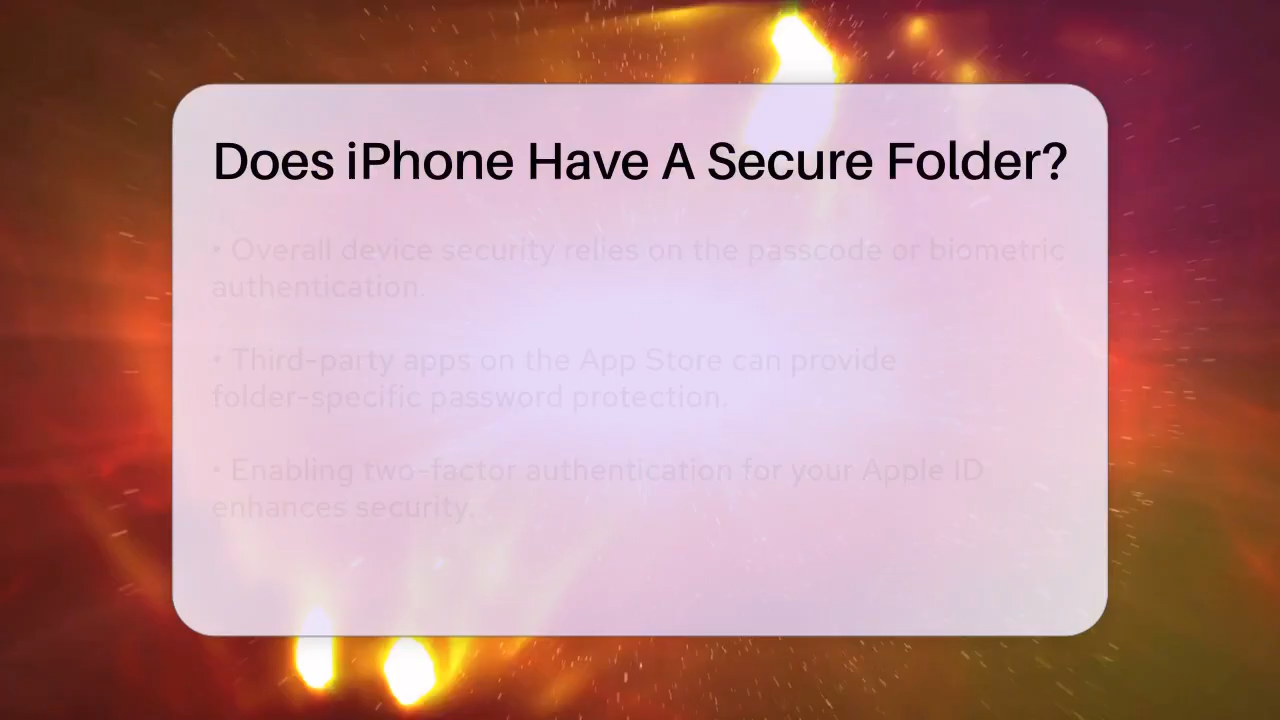 Does iPhone Have A Secure Folder?
• Overall device security relies on the passcode or biometric
authentication.
• Third-party apps on the App Store can provide
folder-specific password protection.
• Enabling two-factor authentication for your Apple ID
enhances security.